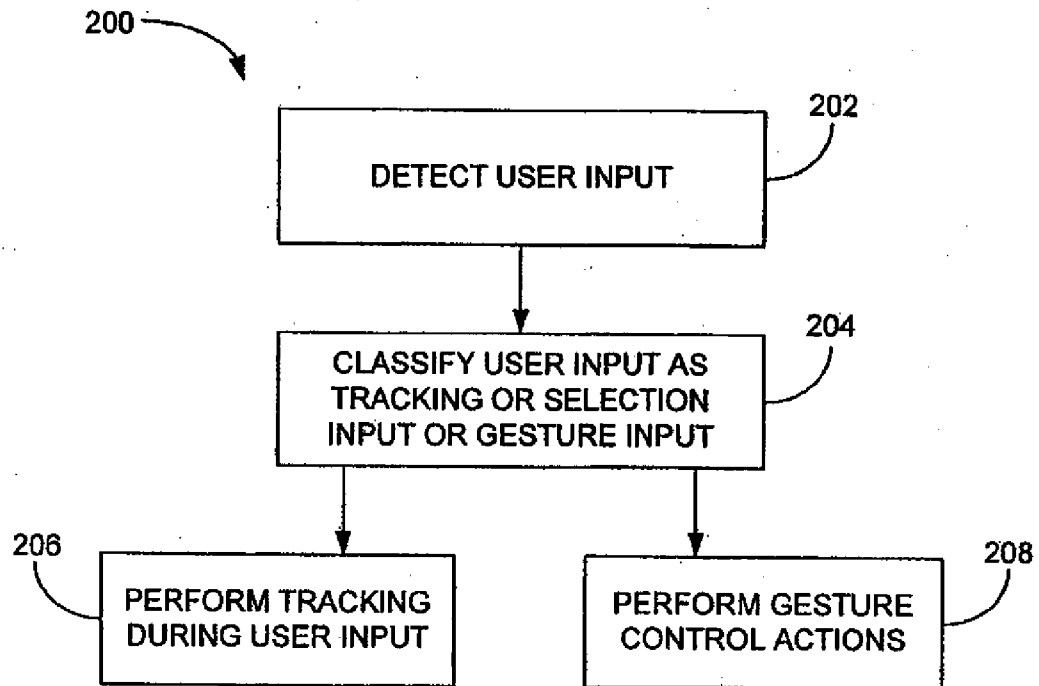 200
202
DETECT USER INPUT
204
CLASSIFY USER INPUT AS
TRACKING OR SELECTION
INPUT OR GESTURE INPUT
206
PERFORM TRACKING
DURING USER INPUT
208
PERFORM GESTURE
CONTROL ACTIONS